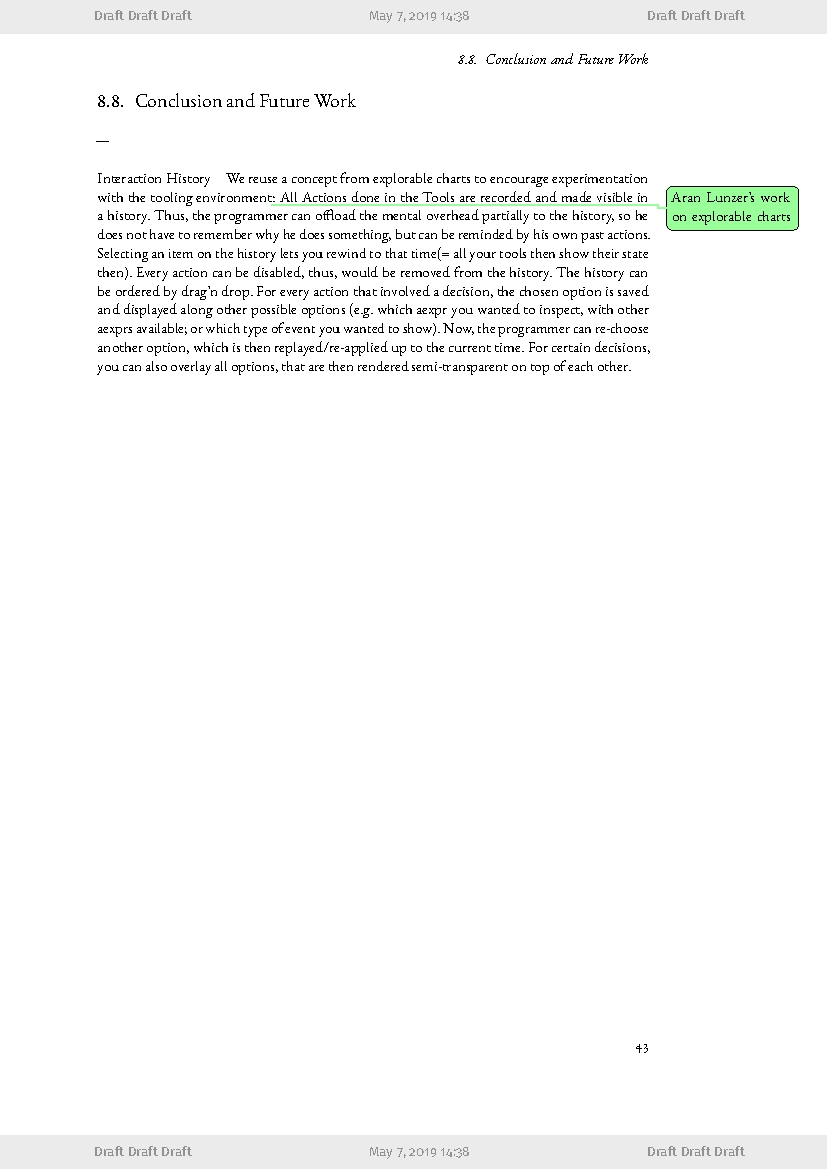 Draft Draft Draft May 7, 2019 14:38 Draft Draft Draft
8.8. Conclusion and Future Work
8.8. Conclusion and Future Work
—
Interaction History We reuse a concept from explorable charts to encourage experimentation
with the tooling environment: All Actions done in the Tools are recorded and made visible in
a history. Thus, the programmer can offload the mental overhead partially to the history, so he
does not have to remember why he does something, but can be reminded by his own past actions.
Selecting an item on the history lets you rewind to that time(= all your tools then show their state
then). Every action can be disabled, thus, would be removed from the history. The history can
be ordered by drag'n drop. For every action that involved a decision, the chosen option is saved
and displayed along other possible options (e.g. which aexpr you wanted to inspect, with other
aexprs available; or which type of event you wanted to show). Now, the programmer can re-choose
another option, which is then replayed/re-applied up to the current time. For certain decisions,
you can also overlay all options, that are then rendered semi-transparent on top of each other.
Aran Lunzer's work
on explorable charts
43
Draft Draft Draft May 7, 2019 14:38 Draft Draft Draft